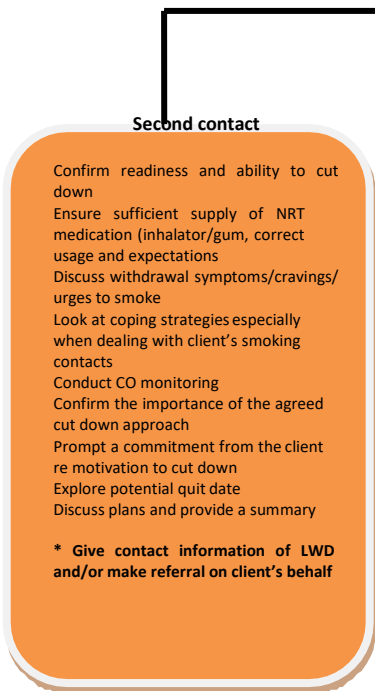 Second contact
Confirm readiness and ability to cut
down
Ensure sufficient supply of NRT
medication (inhalator/gum, correct
usage and expectations
Discuss withdrawal symptoms/cravings/
urges to smoke
Look at coping strategies especially
when dealing with client's smoking
contacts
Conduct CO monitoring
Confirm the importance of the agreed
cut down approach
Prompt a commitment from the client
re motivation to cut down
Explore potential quit date
Discuss plans and provide a summary
* Give contact information of LWD
and/or make referral on client's behalf